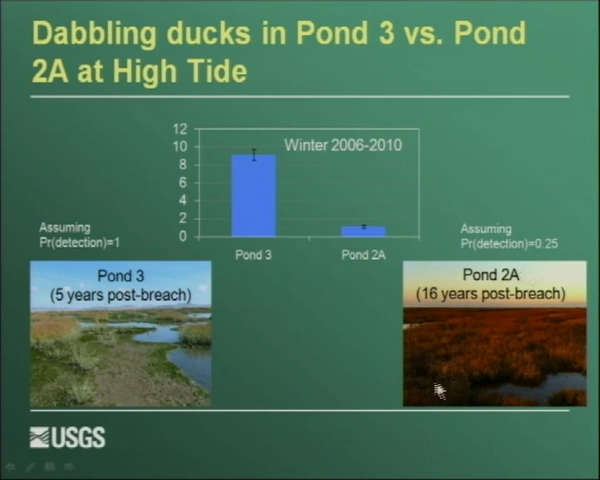 Dabbling ducks in Pond 3 vs. Pond
2A at High Tide
12
10
8
6
4
2
0
Winter 2006-2010
Pond 3
Pond 2A
Assuming
Pr(detection)=1
Assuming
Pr(detection)=0.25
Pond 3
(5 years post-breach)
Pond 2A
(16 years post-breach)
USGS